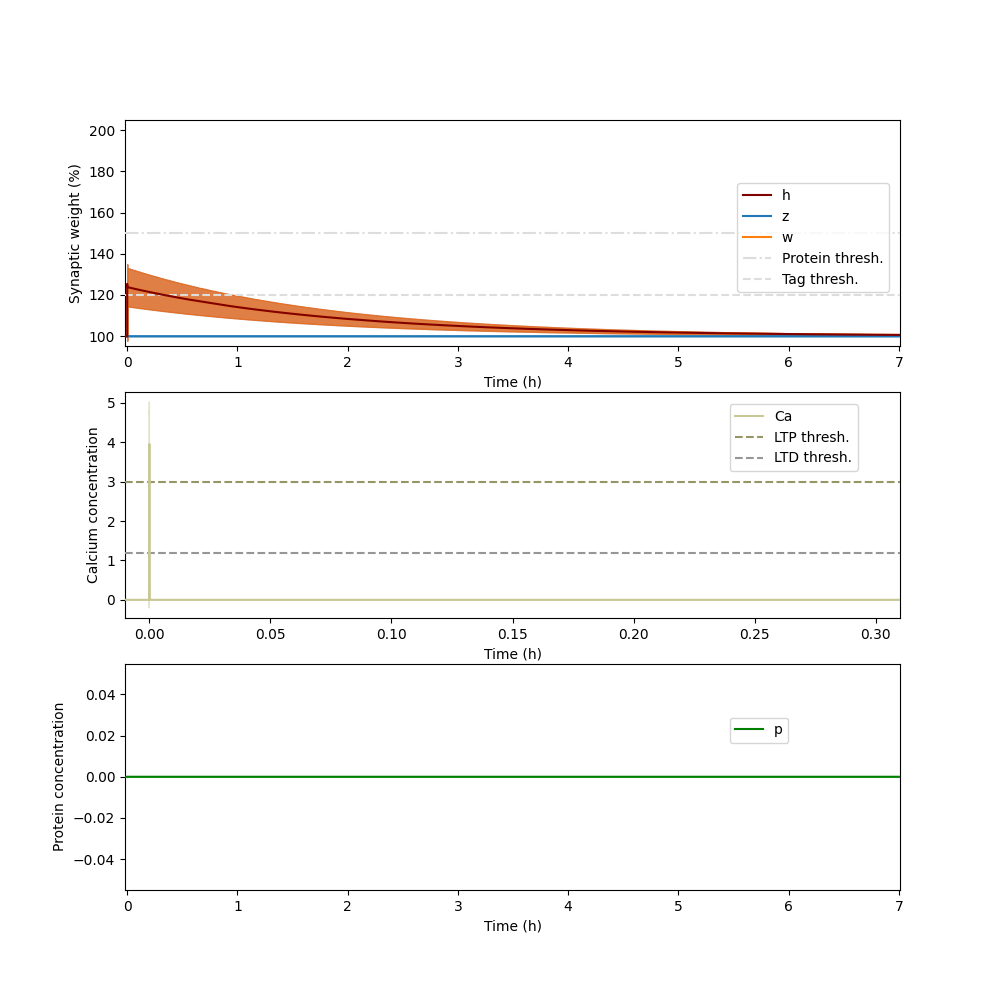 200
180
160
140
120
100
Synaptic weight (%)
h
z
w
Protein thresh.
Tag thresh.
0 1 2 3 4 5 6 7
Time (h)
5
4
3
2
1
0
Calcium concentration
Ca
LTP thresh.
LTD thresh.
0.00 0.05 0.10 0.15 0.20 0.25 0.30
Time (h)
0.04
0.02
0.00
−0.02
−0.04
Protein concentration
p
0 1 2 3 4 5 6 7
Time (h)